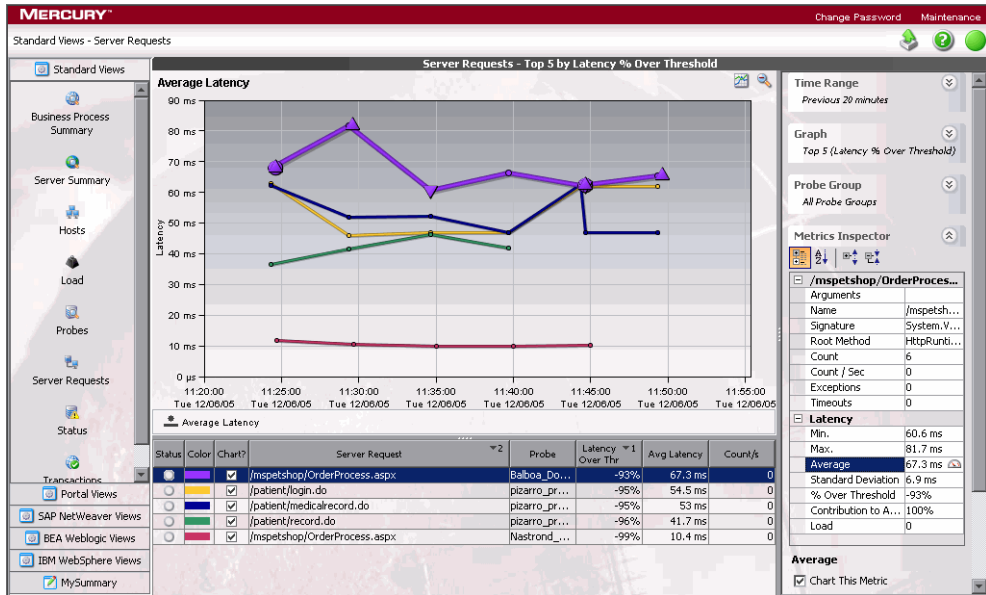 MERCURY™
Change Password Maintenance
Standard Views - Server Requests
Standard Views
Business Process
Summary
Server Summary
Hosts
Load
Probes
Server Requests
Status
Transactions
Portal Views
SAP NetWeaver Views
BEA Weblogic Views
IBM WebSphere Views
MySummary
Server Requests - Top 5 by Latency % Over Threshold
Average Latency
90 ms
80 ms
70 ms
60 ms
50 ms
40 ms
30 ms
20 ms
10 ms
0 µs
Latency
11:20:00 11:25:00 11:30:00 11:35:00 11:40:00 11:45:00 11:50:00 11:55:00
Tue 12/06/05 Tue 12/06/05 Tue 12/06/05 Tue 12/06/05 Tue 12/06/05 Tue 12/06/05 Tue 12/06/05 Tue 12/06/05
Average Latency
Status Color Chart? Server Request 2 Probe Latency 1 Over Thr Avg Latency Count/s
/mspetshop/OrderProcess.aspx Balboa_Do... -93% 67.3 ms 0
/patient/login.do pizarro_pr... -95% 54.5 ms 0
/patient/medicalrecord.do pizarro_pr... -95% 53 ms 0
/patient/record.do pizarro_pr... -96% 41.7 ms 0
/mspetshop/OrderProcess.aspx Nastrond_... -99% 10.4 ms 0
Time Range
Previous 20 minutes
Graph
Top 5 (Latency % Over Threshold)
Probe Group
All Probe Groups
Metrics Inspector
/mspetshop/OrderProces...
Arguments
Name /mspetsh...
Signature System.V...
Root Method HttpRunti...
Count 6
Count / Sec 0
Exceptions 0
Timeouts 0
Latency
Min. 60.6 ms
Max. 81.7 ms
Average 67.3 ms
Standard Deviation 6.9 ms
% Over Threshold -93%
Contribution to A... 100%
Load 0
Average
Chart This Metric